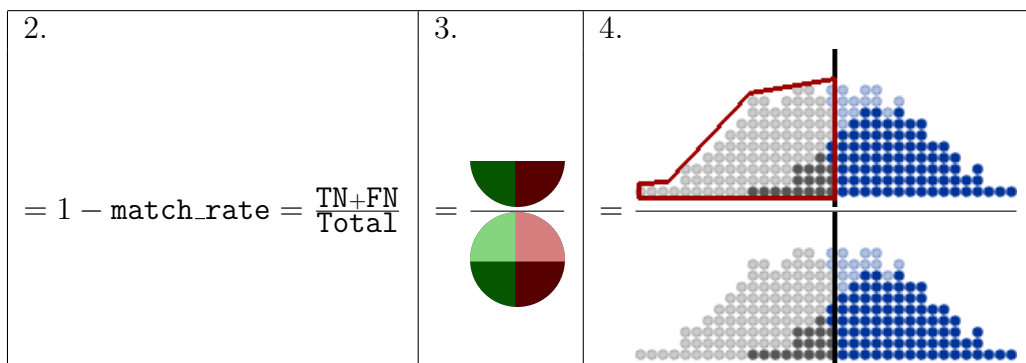 2.
3.
4.
= 1 − match_rate = TN+FN
Total
=
=